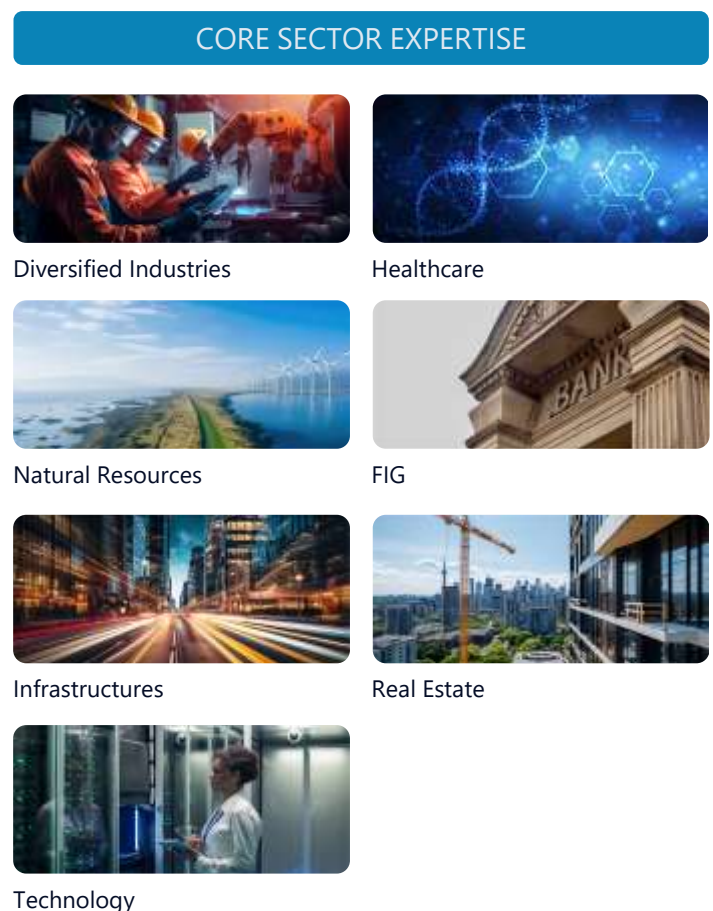 CORE SECTOR EXPERTISE
Diversified Industries
Healthcare
Natural Resources
BANK
FIG
Infrastructures
Real Estate
Technology